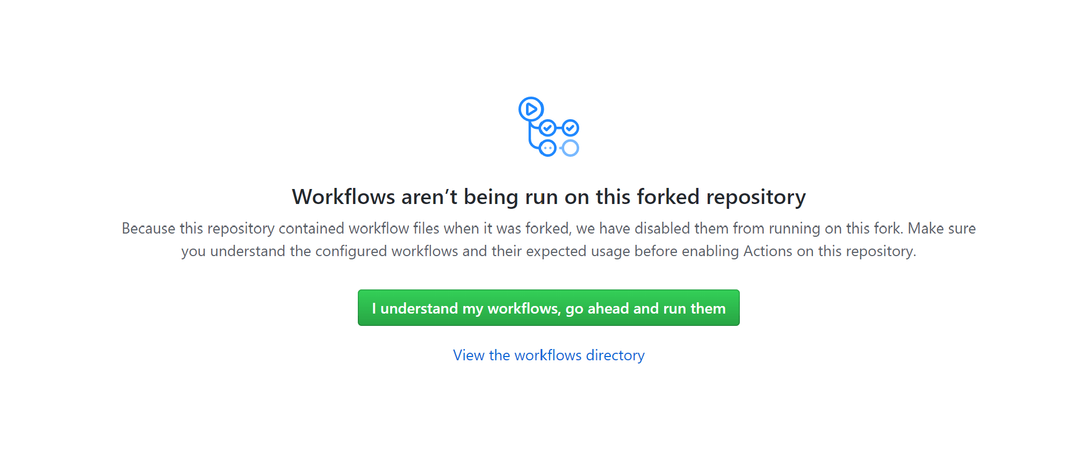 Workflows aren’t being run on this forked repository
Because this repository contained workflow files when it was forked, we have disabled them from running on this fork. Make sure
you understand the configured workflows and their expected usage before enabling Actions on this repository.
I understand my workflows, go ahead and run them
View the workflows directory